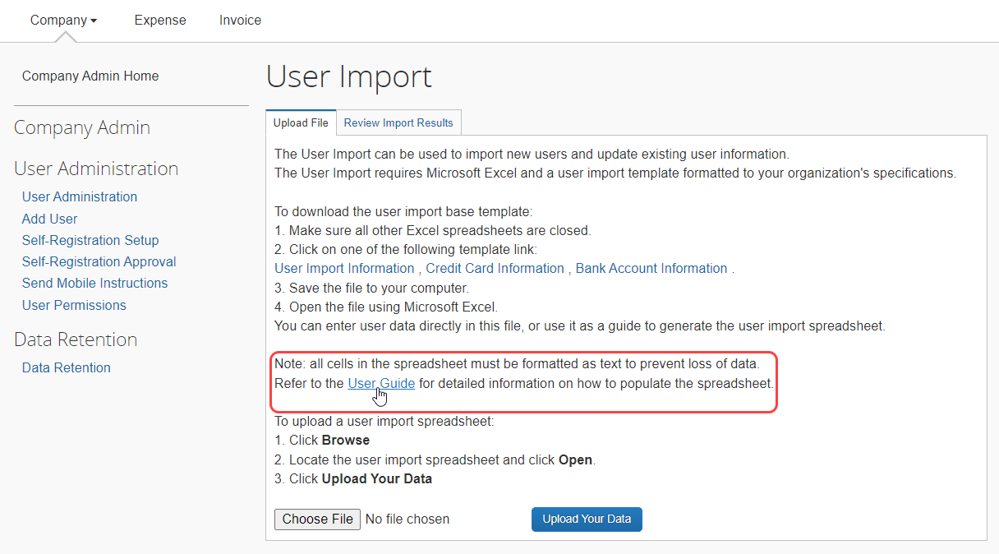 Company Expense Invoice
Company Admin Home
Company Admin
User Administration
User Administration
Add User
Self-Registration Setup
Self-Registration Approval
Send Mobile Instructions
User Permissions
Data Retention
Data Retention
User Import
Upload File Review Import Results
The User Import can be used to import new users and update existing user information.
The User Import requires Microsoft Excel and a user import template formatted to your organization's specifications.
To download the user import base template:
1. Make sure all other Excel spreadsheets are closed.
2. Click on one of the following template link:
User Import Information , Credit Card Information , Bank Account Information .
3. Save the file to your computer.
4. Open the file using Microsoft Excel.
You can enter user data directly in this file, or use it as a guide to generate the user import spreadsheet.
Note: all cells in the spreadsheet must be formatted as text to prevent loss of data.
Refer to the User Guide for detailed information on how to populate the spreadsheet.
To upload a user import spreadsheet:
1. Click Browse
2. Locate the user import spreadsheet and click Open.
3. Click Upload Your Data
Choose File No file chosen Upload Your Data